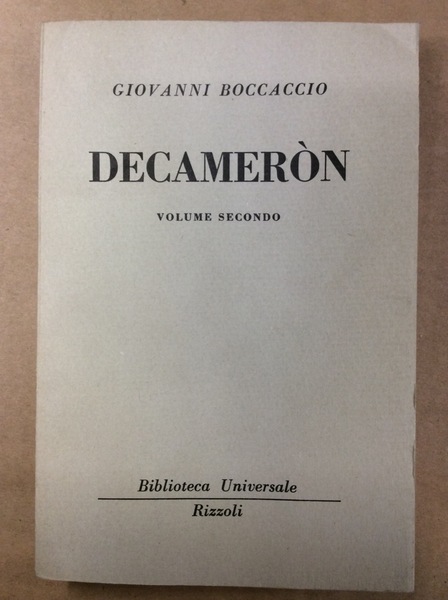 GIOVANNI BOCCACCIO
DECAMERÒN
VOLUME SECONDO
Biblioteca Universale
Rizzoli